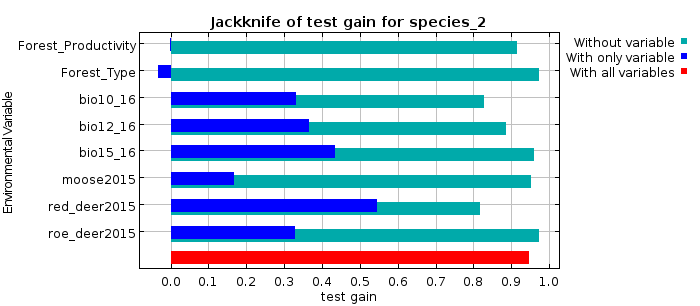 Jackknife of test gain for species_2
Without variable
With only variable
With all variables
Environmental Variable
Forest_Productivity
Forest_Type
bio10_16
bio12_16
bio15_16
moose2015
red_deer2015
roe_deer2015
0.0 0.1 0.2 0.3 0.4 0.5 0.6 0.7 0.8 0.9 1.0
test gain